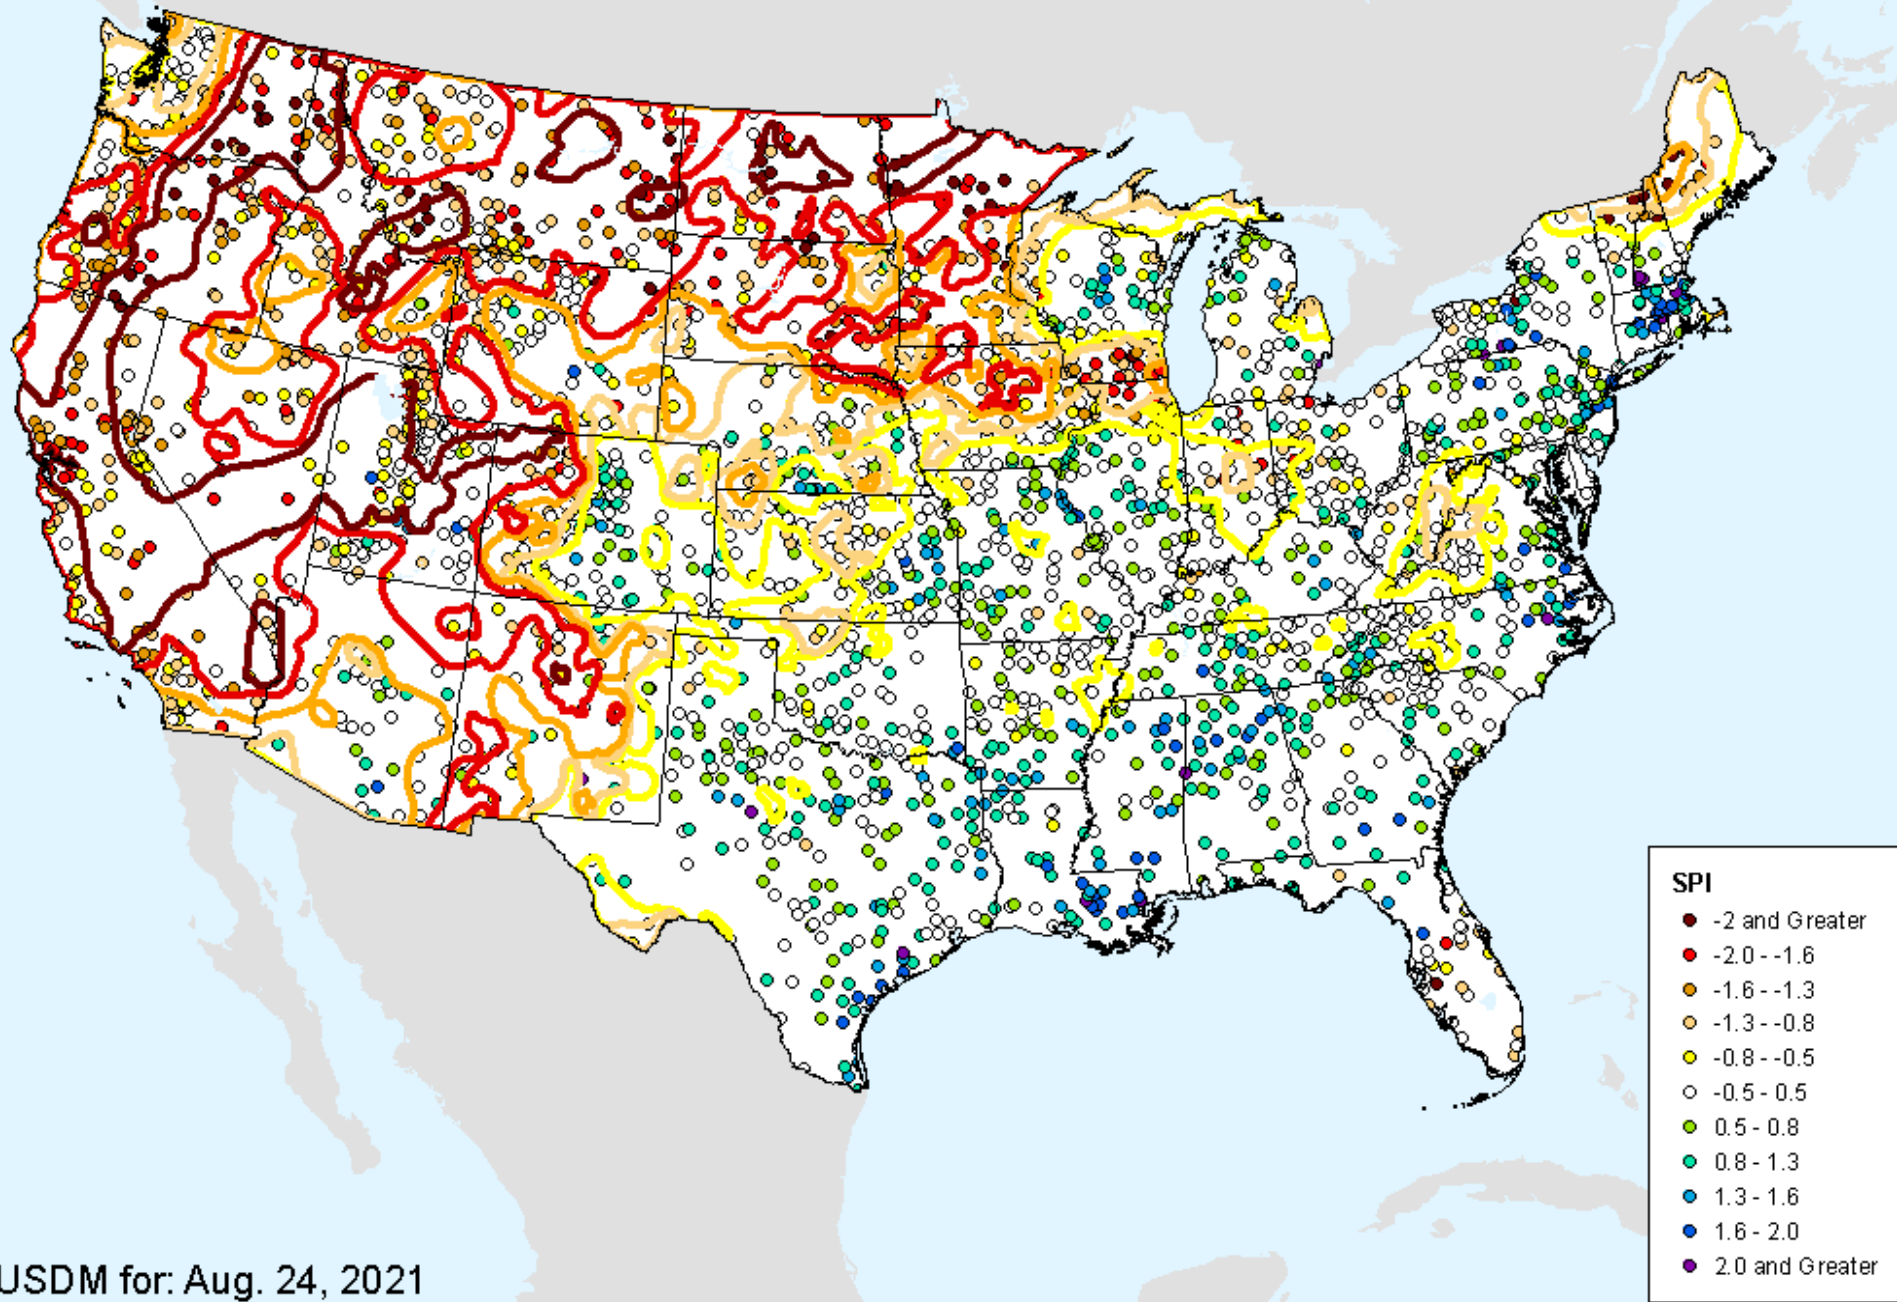 SPI
-2 and Greater
-2.0 - -1.6
-1.6 - -1.3
-1.3 - -0.8
-0.8 - -0.5
-0.5 - 0.5
0.5 - 0.8
0.8 - 1.3
1.3 - 1.6
1.6 - 2.0
2.0 and Greater
USDM for: Aug. 24, 2021